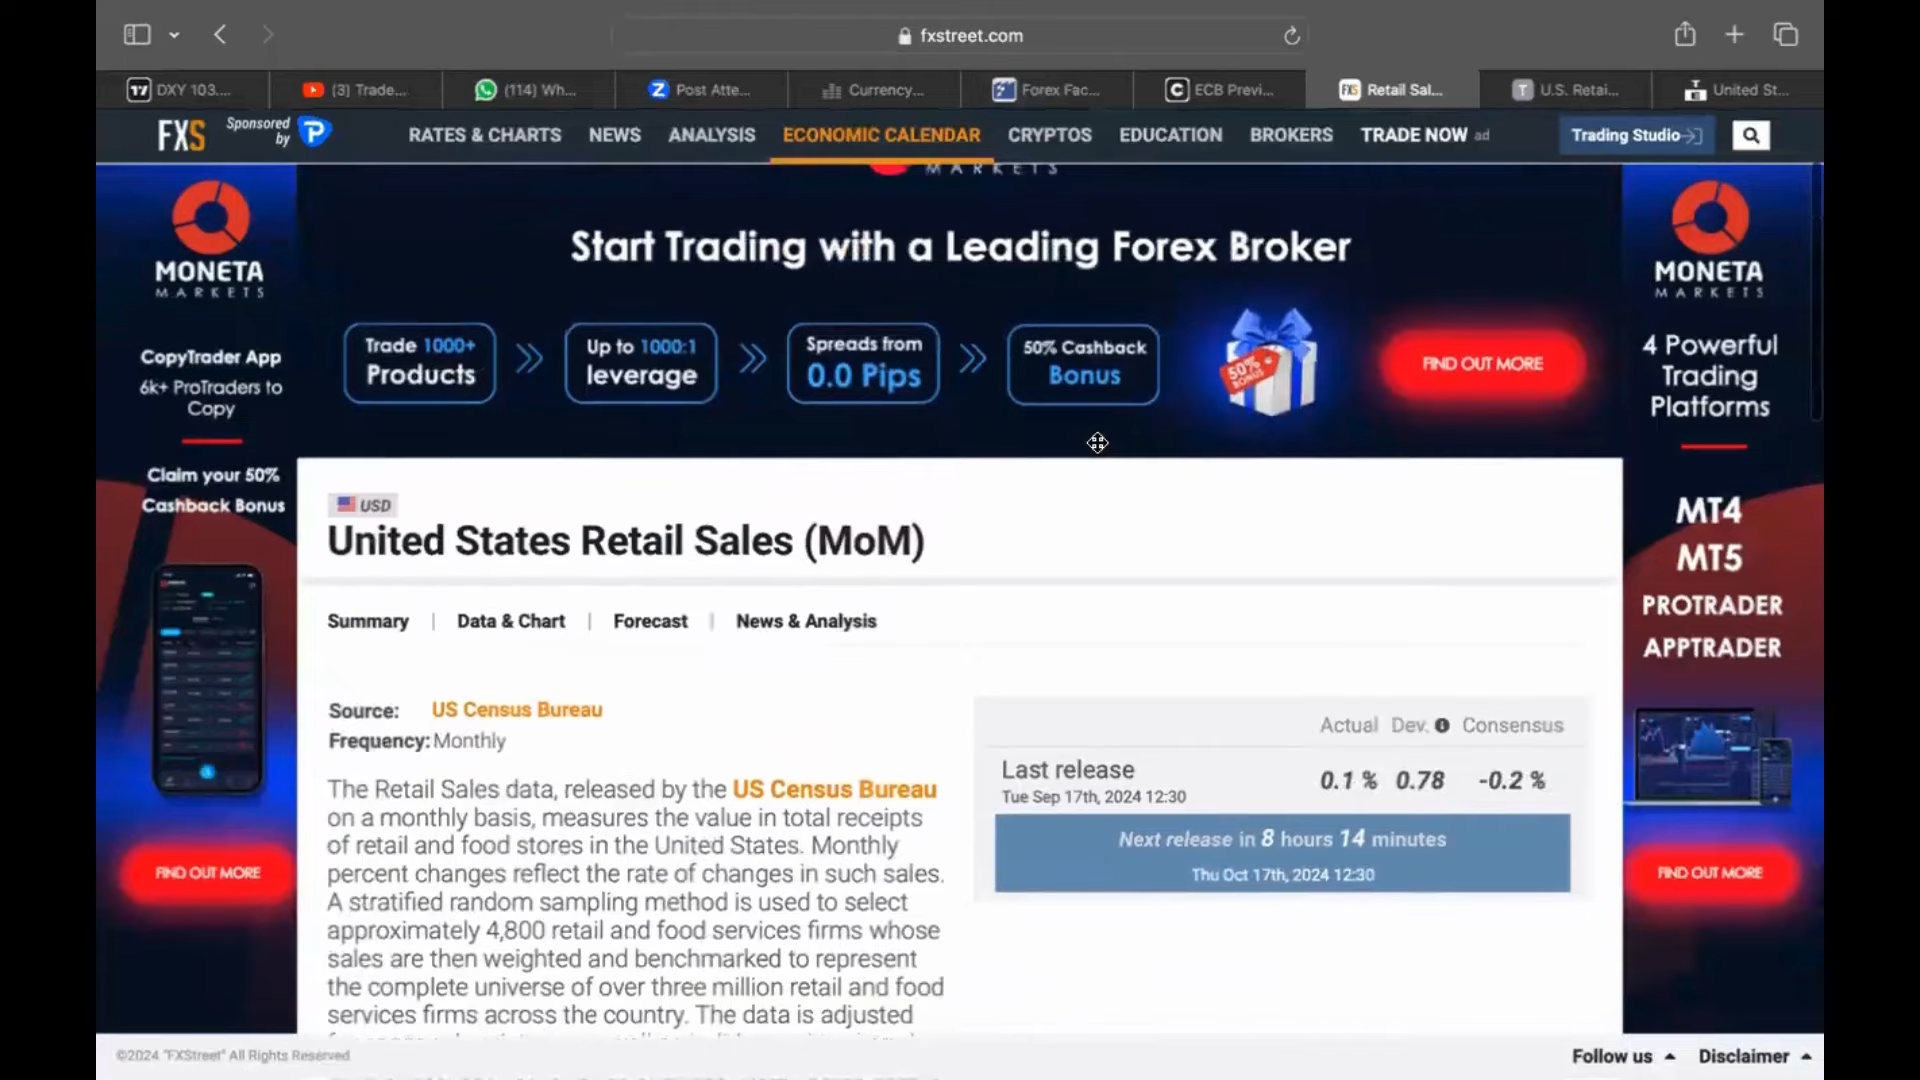 fxstreet.com
DXY 103....
(3) Trade...
(114) Wh...
Post Atte...
Currency...
Forex Fac...
ECB Previ...
Retail Sal...
U.S. Retai...
United St...
FXS
Sponsored
by
RATES & CHARTS
NEWS
ANALYSIS
ECONOMIC CALENDAR
CRYPTOS
EDUCATION
BROKERS
TRADE NOW ad
Trading Studio
MARKETS
Start Trading with a Leading Forex Broker
Trade 1000+
Products
Up to 1000:1
leverage
Spreads from
0.0 Pips
50% Cashback
Bonus
50%
BONUS
FIND OUT MORE
MONETA
MARKETS
CopyTrader App
6k+ ProTraders to
Copy
Claim your 50%
Cashback Bonus
FIND OUT MORE
MONETA
MARKETS
4 Powerful
Trading
Platforms
MT4
MT5
PROTRADER
APPTRADER
FIND OUT MORE
USD
United States Retail Sales (MoM)
Summary | Data & Chart | Forecast | News & Analysis
Source: US Census Bureau
Frequency: Monthly
The Retail Sales data, released by the US Census Bureau
on a monthly basis, measures the value in total receipts
of retail and food stores in the United States. Monthly
percent changes reflect the rate of changes in such sales.
A stratified random sampling method is used to select
approximately 4,800 retail and food services firms whose
sales are then weighted and benchmarked to represent
the complete universe of over three million retail and food
services firms across the country. The data is adjusted
Actual Dev. Consensus
Last release
Tue Sep 17th, 2024 12:30
0.1 % 0.78 -0.2 %
Next release in 8 hours 14 minutes
Thu Oct 17th, 2024 12:30
©2024 "FXStreet" All Rights Reserved
Follow us
Disclaimer